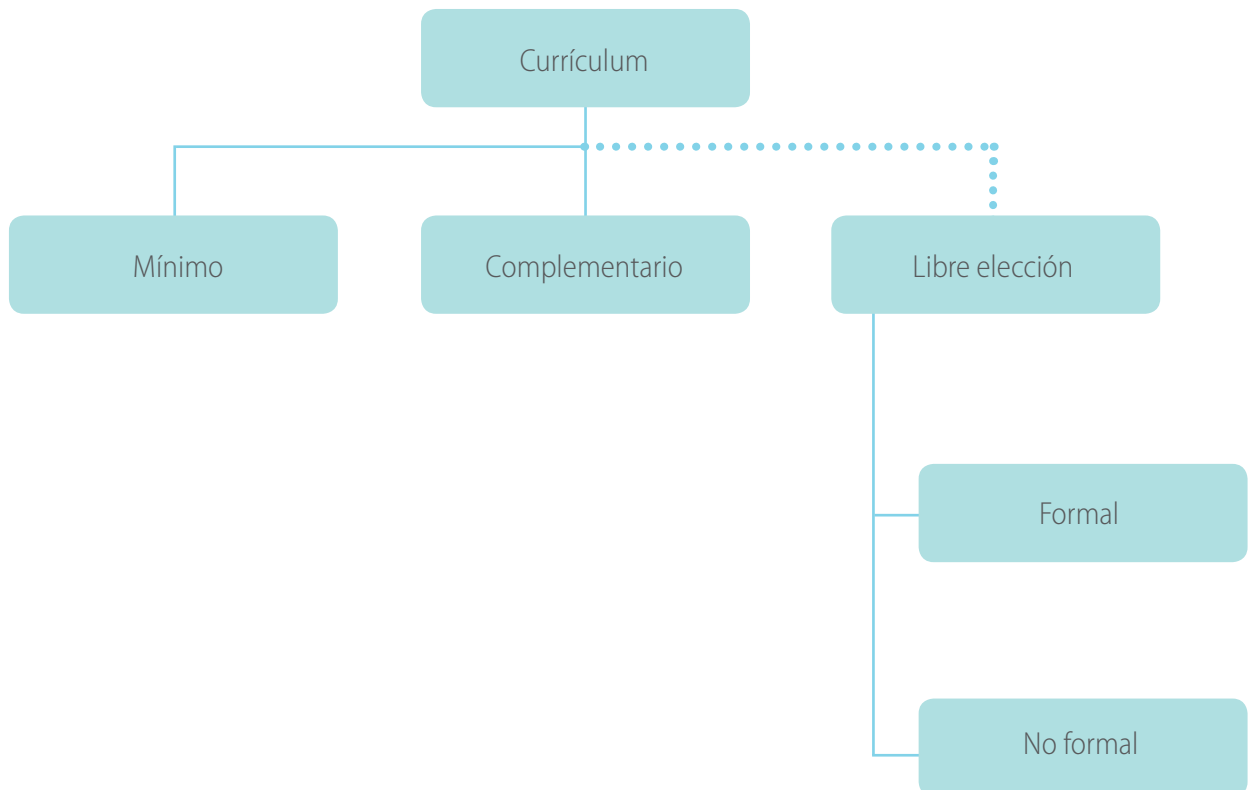 Currículum
Mínimo
Complementario
Libre elección
Formal
No formal